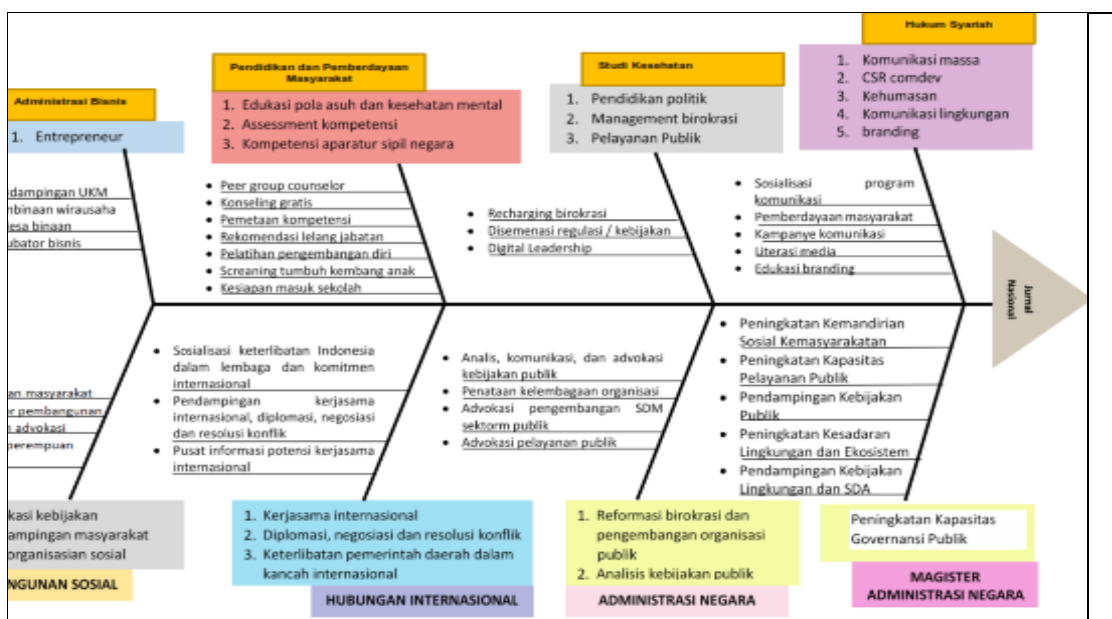 Administrasi Bisnis
1. Entrepreneur
dampingan UKM
mbinaan wirausaha
esa binaan
kubator bisnis
Pendidikan dan Pemberdayaan
Masyarakat
1. Edukasi pola asuh dan kesehatan mental
2. Assessment kompetensi
3. Kompetensi aparatur sipil negara
• Peer group counselor
• Konseling gratis
• Pemetaan kompetensi
• Rekomendasi lelang jabatan
• Pelatihan pengembangan diri
• Screaning tumbuh kembang anak
• Kesiapan masuk sekolah
Studi Kesehatan
1. Pendidikan politik
2. Management birokrasi
3. Pelayanan Publik
• Recharging birokrasi
• Disemenasi regulasi / kebijakan
• Digital Leadership
Hukum Syariah
1. Komunikasi massa
2. CSR comdev
3. Kehumasan
4. Komunikasi lingkungan
5. branding
• Sosialisasi program
komunikasi
• Pemberdayaan masyarakat
• Kampanye komunikasi
• Literasi media
• Edukasi branding
Jurnal
Nasional
an masyarakat
or pembangunan
n advokasi
perempuan
kasi kebijakan
ampingan masyarakat
organisasian sosial
NGUNAN SOSIAL
• Sosialisasi keterlibatan Indonesia
dalam lembaga dan komitmen
internasional
• Pendampingan kerjasama
internasional, diplomasi, negosiasi
dan resolusi konflik
• Pusat informasi potensi kerjasama
internasional
1. Kerjasama internasional
2. Diplomasi, negosiasi dan resolusi konflik
3. Keterlibatan pemerintah daerah dalam
kancah internasional
HUBUNGAN INTERNASIONAL
• Analis, komunikasi, dan advokasi
kebijakan publik
• Penataan kelembagaan organisasi
• Advokasi pengembangan SDM
sektorm publik
• Advokasi pelayanan publik
1. Reformasi birokrasi dan
pengembangan organisasi
publik
2. Analisis kebijakan publik
ADMINISTRASI NEGARA
• Peningkatan Kemandirian
Sosial Kemasyarakatan
• Peningkatan Kapasitas
Pelayanan Publik
• Pendampingan Kebijakan
Publik
• Peningkatan Kesadaran
Lingkungan dan Ekosistem
• Pendampingan Kebijakan
Lingkungan dan SDA
Peningkatan Kapasitas
Governansi Publik
MAGISTER
ADMINISTRASI NEGARA